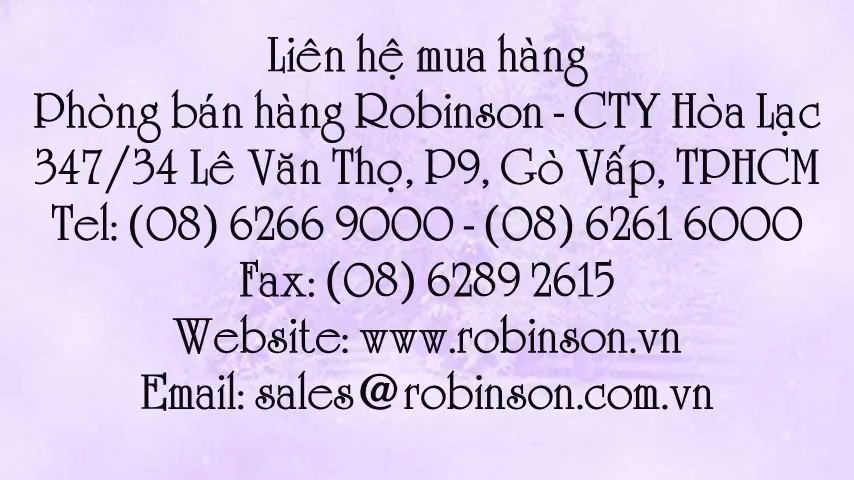 Liên hệ mua hàng
Phòng bán hàng Robinson - CTY Hòa Lạc
347/34 Lê Văn Thọ, P9, Gò Vấp, TPHCM
Tel: (08) 6266 9000 - (08) 6261 6000
Fax: (08) 6289 2615
Website: www.robinson.vn
Email: sales@robinson.com.vn